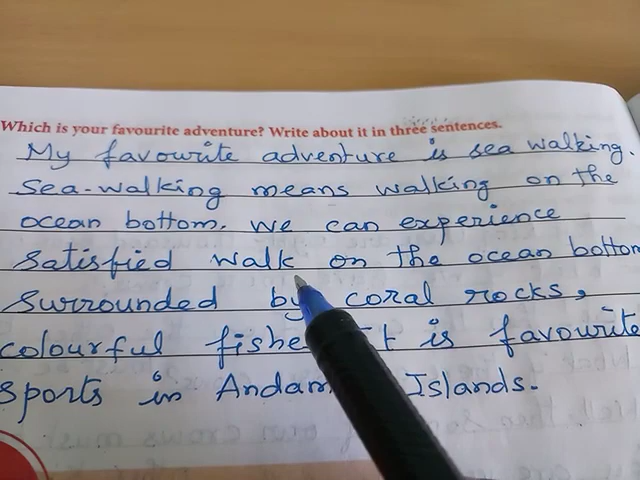 Which is your favourite adventure? Write about it in three sentences.
My favourite adventure is sea walking.
Sea-walking means walking on the
ocean bottom. We can experience
satisfied walk on the ocean bottom
surrounded by coral rocks,
colourful it is favourite
sports in Islands.